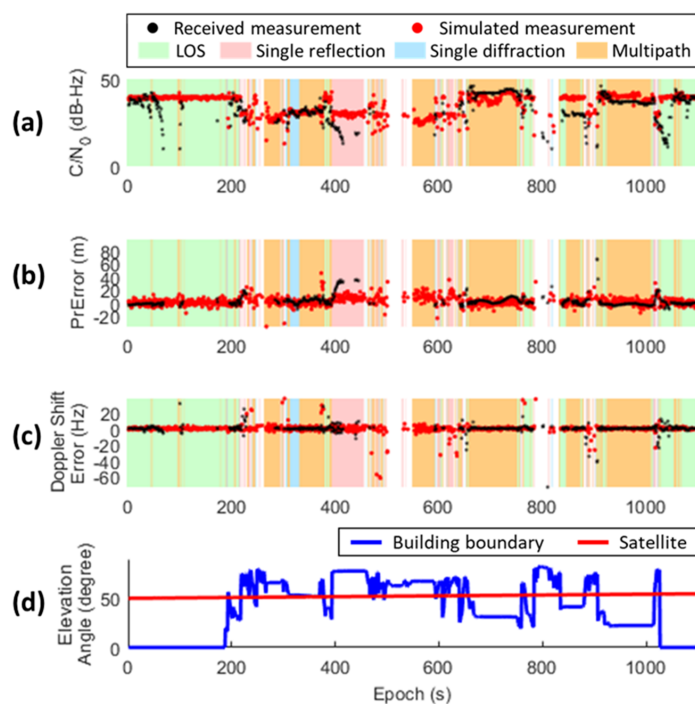 Received measurement Simulated measurement
LOS Single reflection Single diffraction Multipath
(a)
C/N0 (dB-Hz)
50
0
0 200 400 600 800 1000
(b)
PrError (m)
80
60
40
20
0
-20
0 200 400 600 800 1000
(c)
Doppler Shift
Error (Hz)
20
0
-20
-40
-60
0 200 400 600 800 1000
Building boundary Satellite
(d)
Elevation
Angle (degree)
50
0
0 200 400 600 800 1000
Epoch (s)